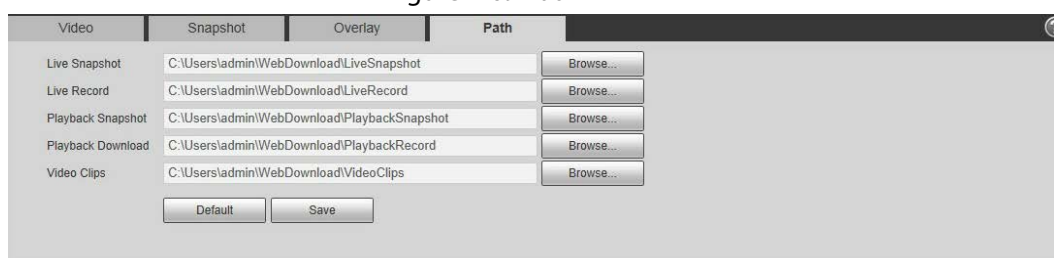 Video Snapshot Overlay Path
Live Snapshot C:\Users\admin\WebDownload\LiveSnapshot Browse...
Live Record C:\Users\admin\WebDownload\LiveRecord Browse...
Playback Snapshot C:\Users\admin\WebDownload\PlaybackSnapshot Browse...
Playback Download C:\Users\admin\WebDownload\PlaybackRecord Browse...
Video Clips C:\Users\admin\WebDownload\VideoClips Browse...
Default Save